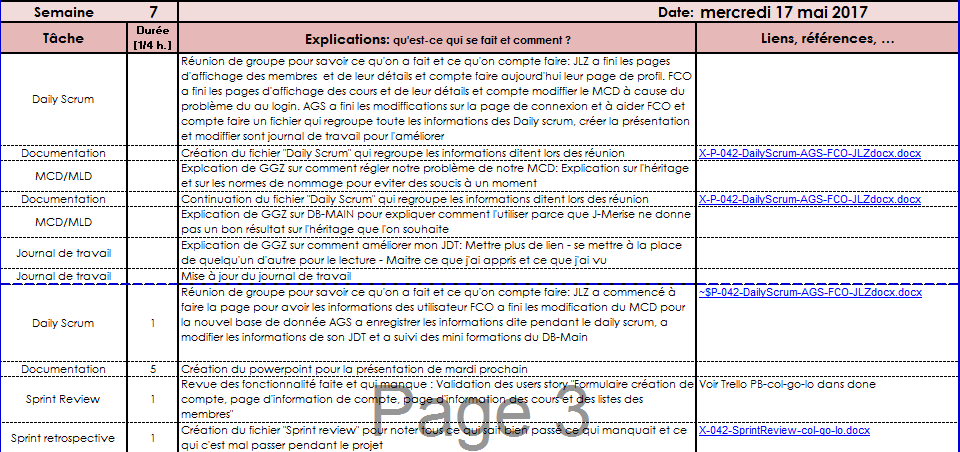 Semaine 7 Date: mercredi 17 mai 2017
Tâche Durée [1/4 h.] Explications: qu'est-ce qui se fait et comment ? Liens, références, ...
Daily Scrum
Réunion de groupe pour savoir ce qu'on a fait et ce qu'on compte faire: JLZ a fini les pages
d'affichage des membres et de leur détails et compte faire aujourd'hui leur page de profil. FCO
a fini les pages d'affichage des cours et de leur détails et compte modiffier le MCD à cause du
problème du au login. AGS a fini les modiffications sur la page de connexion et à aider FCO et
compte faire un fichier qui regroupe toute les informations des Daily scrum, créer la présentation
et modiffier sont journal de travail pour l'améliorer
Documentation Création du fichier "Daily Scrum" qui regroupe les informations ditent lors des réunion X-P-042-DailyScrum-AGS-FCO-JLZdocx.docx
MCD/MLD
Explcation de GGZ sur comment régler notre problème de notre MCD: Explication sur l'héritage
et sur les normes de nommage pour eviter des soucis à un moment
Documentation Continuation du fichier "Daily Scrum" qui regroupe les informations ditent lors des réunion X-P-042-DailyScrum-AGS-FCO-JLZdocx.docx
MCD/MLD
Explication de GGZ sur DB-MAIN pour expliquer comment l'utiliser parce que J-Merise ne donne
pas un bon résultat sur l'héritage que l'on souhaite
Journal de travail
Explication de GGZ sur comment améliorer mon JDT: Mettre plus de lien - se mettre à la place
de quelqu'un d'autre pour le lecture - Maitre ce que j'ai appris et ce que j'ai vu
Journal de travail Mise à jour du journal de travail
Daily Scrum 1
Réunion de groupe pour savoir ce qu'on a fait et ce qu'on compte faire: JLZ a commencé à
faire la page pour avoir les informations des utilisateur FCO a fini les modification du MCD pour
la nouvel base de donnée AGS a enregistrer les informations dite pendant le daily scrum, a
modifier les informations de son JDT et a suivi des mini formations du DB-Main
~$P-042-DailyScrum-AGS-FCO-JLZdocx.docx
Documentation 5 Création du powerpoint pour la présentation de mardi prochain
Sprint Review 1
Revue des fonctionnalité faite et qui manque : Validation des users story "Formulaire création de
compte, page d'information de compte, page d'information des cours et des listes des
membres"
Voir Trello PB-col-go-lo dans done
Sprint retrospective 1
Création du fichier "Sprint review" pour noter tous ce qui sait bien passé ce qui manquait et ce
qui c'est mal passer pendant le projet
X-042-SprintReview-col-go-lo.docx
Page 3